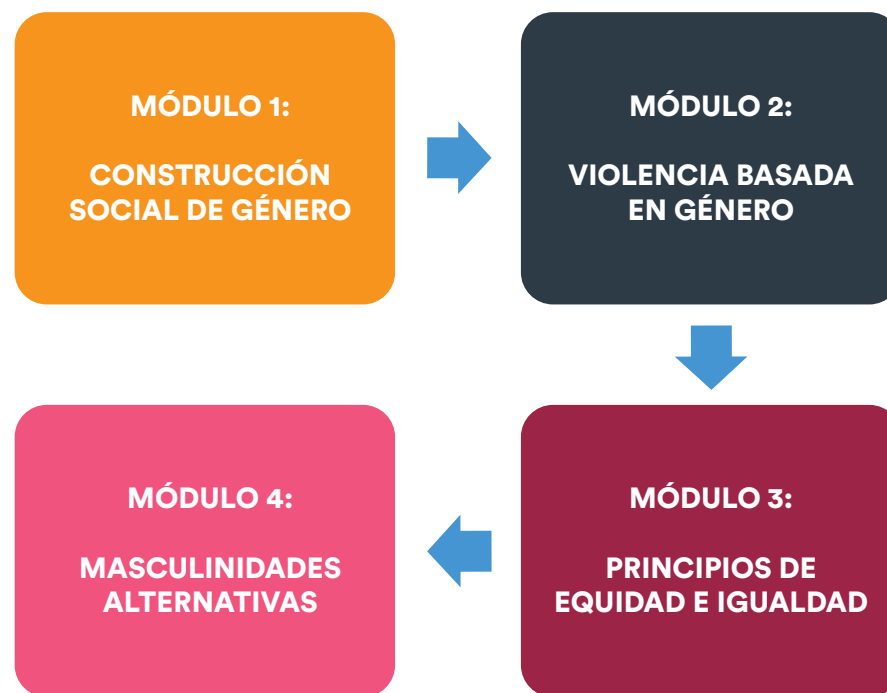 MÓDULO 1:
CONSTRUCCIÓN
SOCIAL DE GÉNERO
MÓDULO 2:
VIOLENCIA BASADA
EN GÉNERO
MÓDULO 3:
PRINCIPIOS DE
EQUIDAD E IGUALDAD
MÓDULO 4:
MASCULINIDADES
ALTERNATIVAS